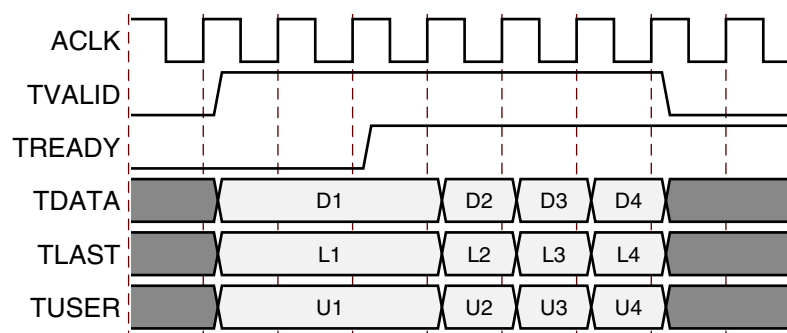 ACLK
TVALID
TREADY
TDATA D1 D2 D3 D4
TLAST L1 L2 L3 L4
TUSER U1 U2 U3 U4